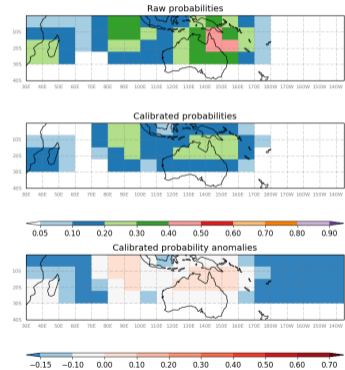 Raw probabilities
10S
20S
30S
40S
30E 40E 50E 60E 70E 80E 90E 100E 110E 120E 130E 140E 150E 160E 170E 180W 170W 160W 150W 140W
Calibrated probabilities
10S
20S
30S
40S
30E 40E 50E 60E 70E 80E 90E 100E 110E 120E 130E 140E 150E 160E 170E 180W 170W 160W 150W 140W
0.05 0.10 0.20 0.30 0.40 0.50 0.60 0.70 0.80 0.90
Calibrated probability anomalies
10S
20S
30S
40S
30E 40E 50E 60E 70E 80E 90E 100E 110E 120E 130E 140E 150E 160E 170E 180W 170W 160W 150W 140W
−0.15 −0.10 0.00 0.10 0.20 0.30 0.40 0.50 0.60 0.70